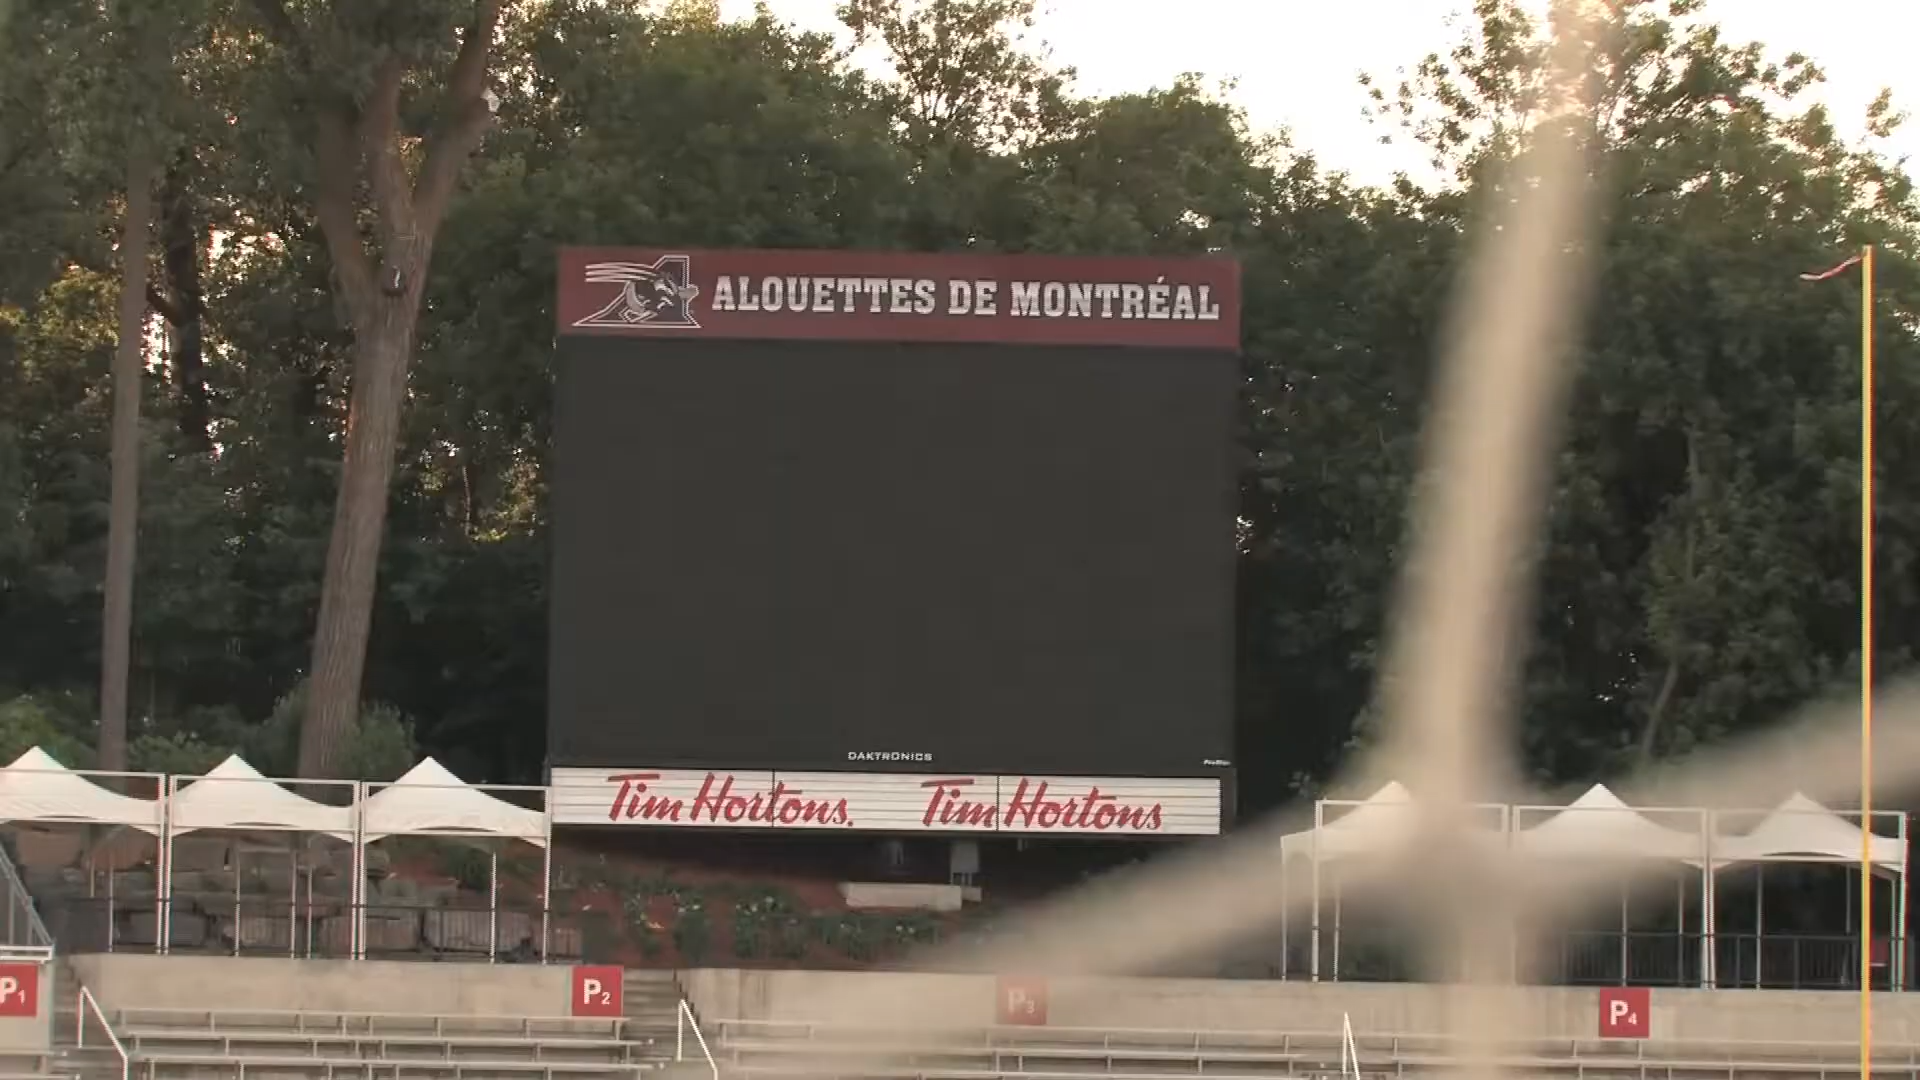 ALOUETTES DE MONTRÉAL
DAKTRONICS
Tim Hortons. Tim Hortons
P1
P2
P3
P4